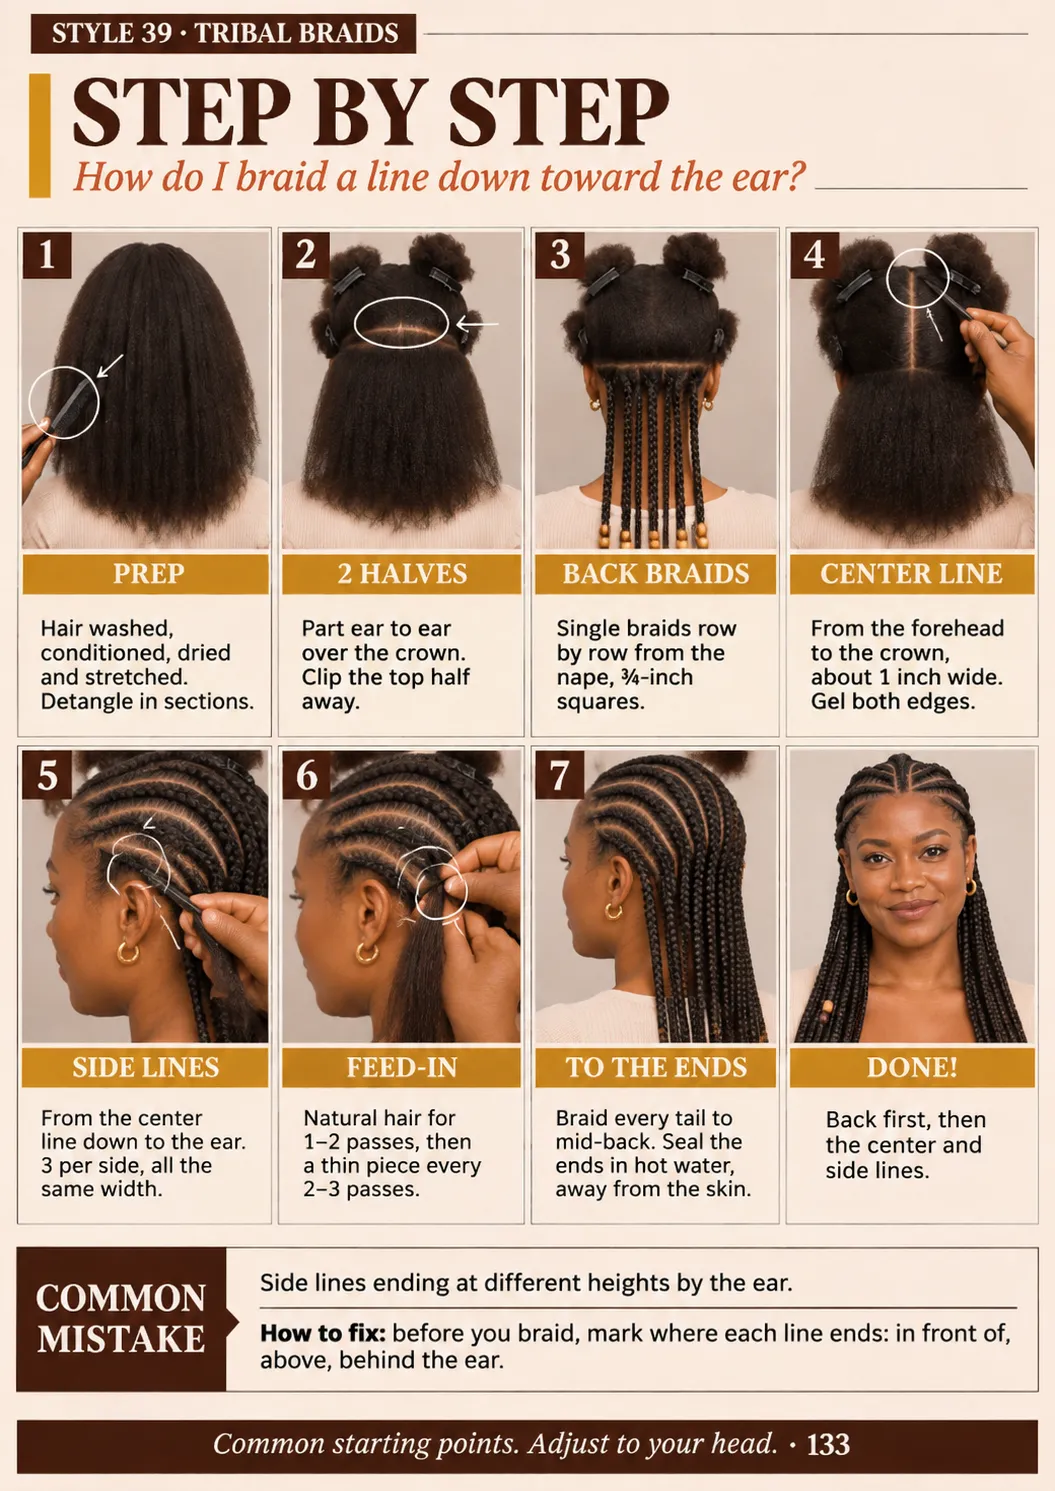 STYLE 39 · TRIBAL BRAIDS
STEP BY STEP
How do I braid a line down toward the ear?
1
PREP
Hair washed,
conditioned, dried
and stretched.
Detangle in sections.
2
2 HALVES
Part ear to ear
over the crown.
Clip the top half
away.
3
BACK BRAIDS
Single braids row
by row from the
nape, ¾-inch
squares.
4
CENTER LINE
From the forehead
to the crown,
about 1 inch wide.
Gel both edges.
5
SIDE LINES
From the center
line down to the ear.
3 per side, all the
same width.
6
FEED-IN
Natural hair for
1–2 passes, then
a thin piece every
2–3 passes.
7
TO THE ENDS
Braid every tail to
mid-back. Seal the
ends in hot water,
away from the skin.
DONE!
Back first, then
the center and
side lines.
COMMON
MISTAKE
Side lines ending at different heights by the ear.
How to fix: before you braid, mark where each line ends: in front of,
above, behind the ear.
Common starting points. Adjust to your head. · 133